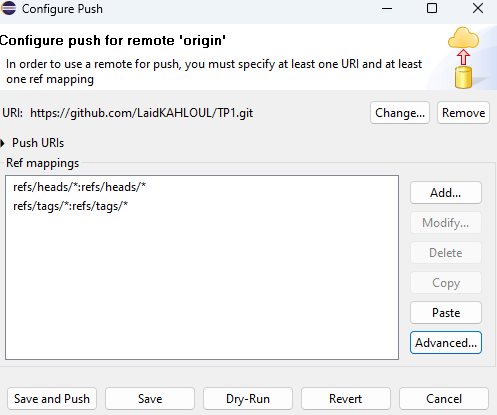 Configure Push
Configure push for remote 'origin'
In order to use a remote for push, you must specify at least one URI and at least
one ref mapping
URI: https://github.com/LaidKAHLOUL/TP1.git
Change...
Remove
Push URIs
Ref mappings
refs/heads/*:refs/heads/*
refs/tags/*:refs/tags/*
Add...
Modify...
Delete
Copy
Paste
Advanced...
Save and Push
Save
Dry-Run
Revert
Cancel